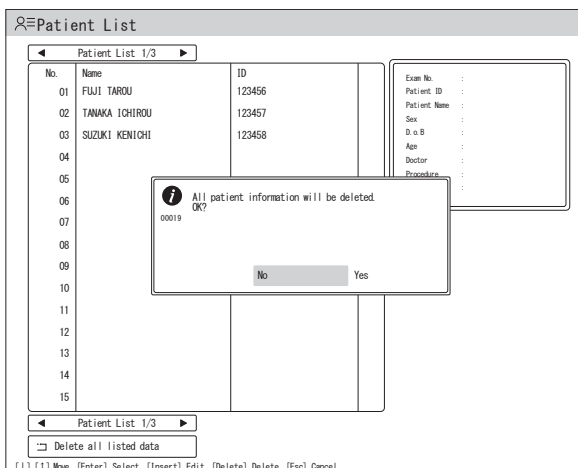 Patient List
◀ Patient List 1/3 ▶
No. Name ID
01 FUJI TAROU 123456
02 TANAKA ICHIROU 123457
03 SUZUKI KENICHI 123458
04
05
06
07
08
09
10
11
12
13
14
15
Exam No. :
Patient ID :
Patient Name :
Sex :
D.o.B :
Age :
Doctor :
Procedure
:
All patient information will be deleted.
OK?
00019
No Yes
◀ Patient List 1/3 ▶
Delete all listed data
[↓][↑] Move [Enter] Select [Insert] Edit [Delete] Delete [Esc] Cancel